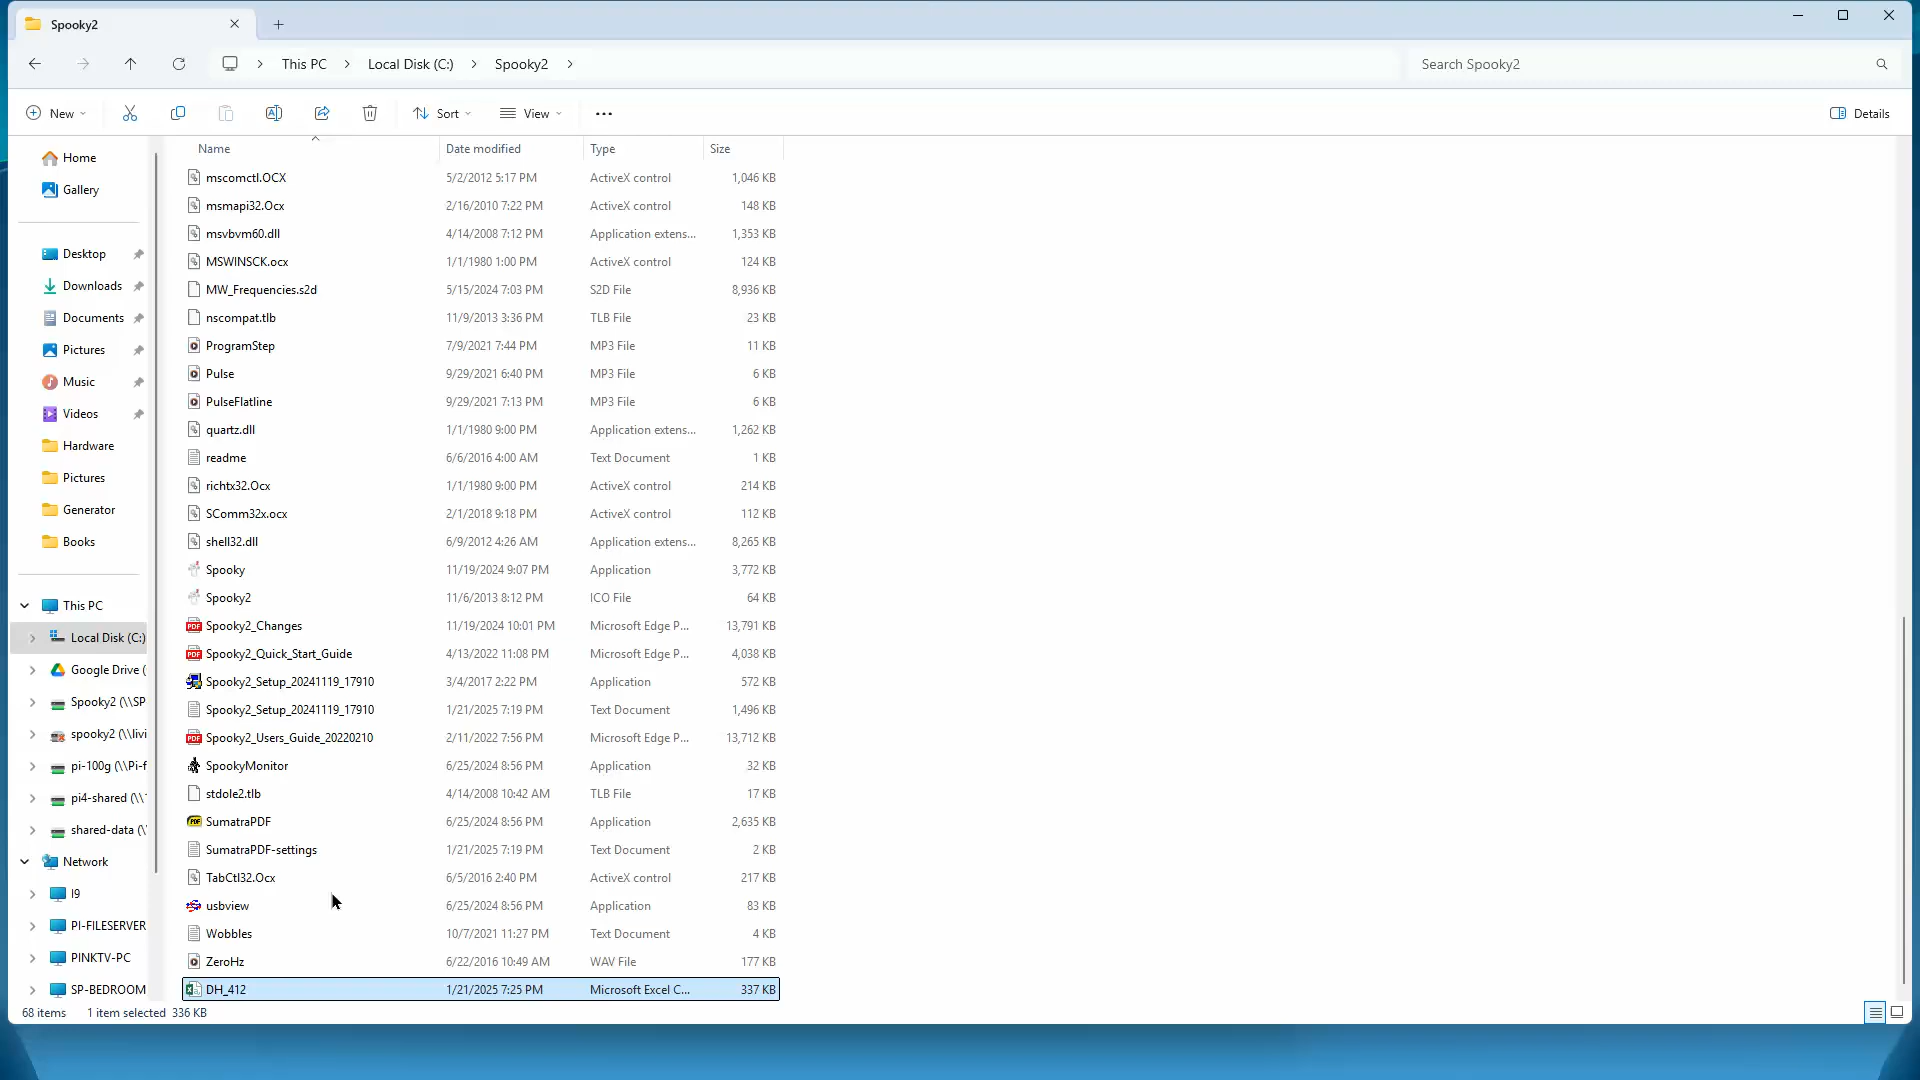 Spooky2
This PC
Local Disk (C:)
Spooky2
Search Spooky2
New
Sort
View
Details
Name
Date modified
Type
Size
Home
Gallery
Desktop
Downloads
Documents
Pictures
Music
Videos
Hardware
Pictures
Generator
Books
This PC
Local Disk (C:)
Google Drive (
Spooky2 (\\SP
spooky2 (\\livi
pi-100g (\\Pi-f
pi4-shared (\\
shared-data (\
Network
I9
PI-FILESERVER
PINKTV-PC
SP-BEDROOM
mscomctl.OCX 5/2/2012 5:17 PM ActiveX control 1,046 KB
msmapi32.Ocx 2/16/2010 7:22 PM ActiveX control 148 KB
msvbvm60.dll 4/14/2008 7:12 PM Application extens... 1,353 KB
MSWINSCK.ocx 1/1/1980 1:00 PM ActiveX control 124 KB
MW_Frequencies.s2d 5/15/2024 7:03 PM S2D File 8,936 KB
nscompat.tlb 11/9/2013 3:36 PM TLB File 23 KB
ProgramStep 7/9/2021 7:44 PM MP3 File 11 KB
Pulse 9/29/2021 6:40 PM MP3 File 6 KB
PulseFlatline 9/29/2021 7:13 PM MP3 File 6 KB
quartz.dll 1/1/1980 9:00 PM Application extens... 1,262 KB
readme 6/6/2016 4:00 AM Text Document 1 KB
richtx32.Ocx 1/1/1980 9:00 PM ActiveX control 214 KB
SComm32x.ocx 2/1/2018 9:18 PM ActiveX control 112 KB
shell32.dll 6/9/2012 4:26 AM Application extens... 8,265 KB
Spooky 11/19/2024 9:07 PM Application 3,772 KB
Spooky2 11/6/2013 8:12 PM ICO File 64 KB
Spooky2_Changes 11/19/2024 10:01 PM Microsoft Edge P... 13,791 KB
Spooky2_Quick_Start_Guide 4/13/2022 11:08 PM Microsoft Edge P... 4,038 KB
Spooky2_Setup_20241119_17910 3/4/2017 2:22 PM Application 572 KB
Spooky2_Setup_20241119_17910 1/21/2025 7:19 PM Text Document 1,496 KB
Spooky2_Users_Guide_20220210 2/11/2022 7:56 PM Microsoft Edge P... 13,712 KB
SpookyMonitor 6/25/2024 8:56 PM Application 32 KB
stdole2.tlb 4/14/2008 10:42 AM TLB File 17 KB
SumatraPDF 6/25/2024 8:56 PM Application 2,635 KB
SumatraPDF-settings 1/21/2025 7:19 PM Text Document 2 KB
TabCtl32.Ocx 6/5/2016 2:40 PM ActiveX control 217 KB
usbview 6/25/2024 8:56 PM Application 83 KB
Wobbles 10/7/2021 11:27 PM Text Document 4 KB
ZeroHz 6/22/2016 10:49 AM WAV File 177 KB
DH_412 1/21/2025 7:25 PM Microsoft Excel C... 337 KB
68 items 1 item selected 336 KB